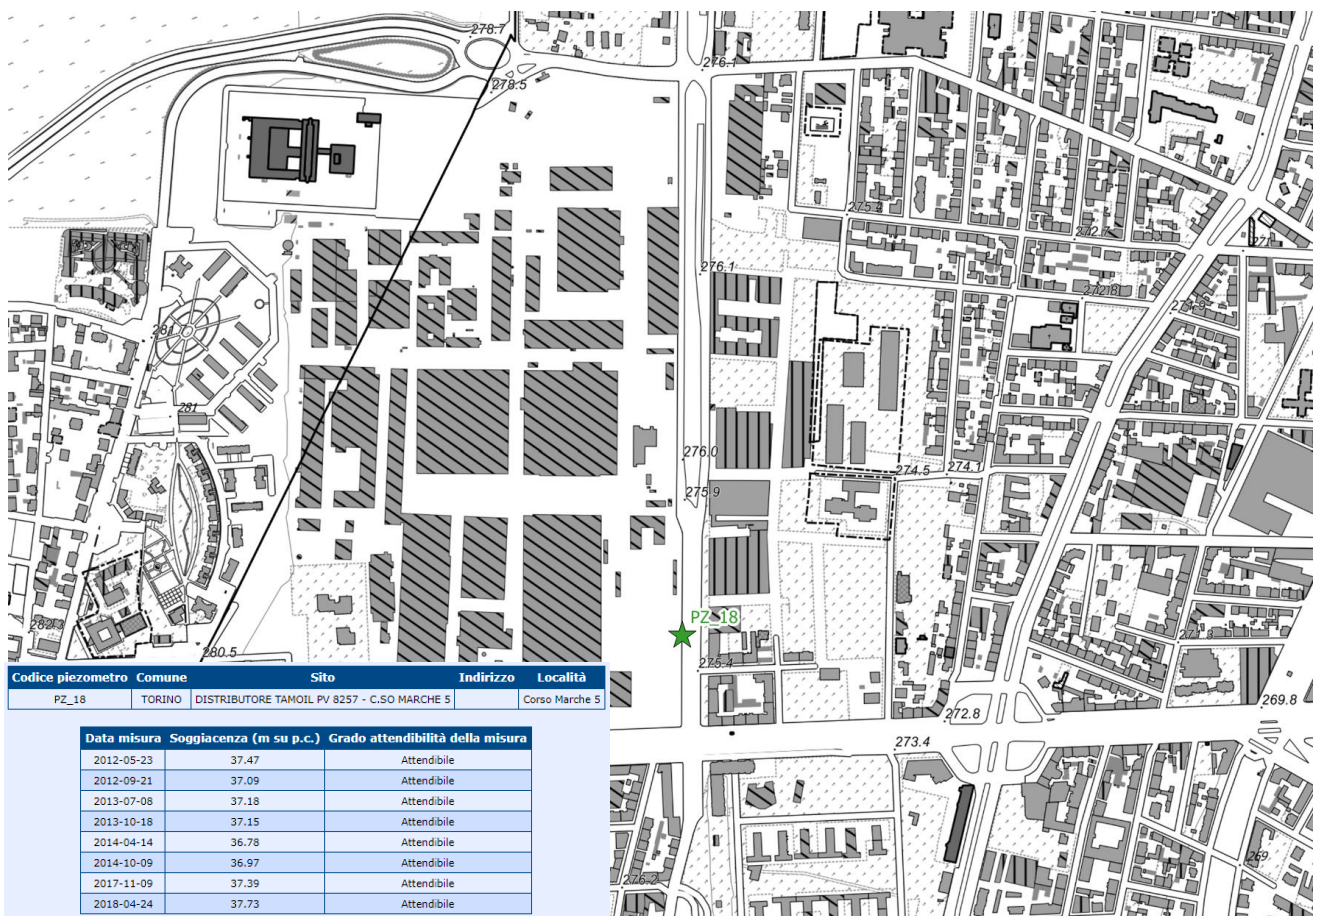 278.7
276.1
278.5
275.4
272.7
271
276.1
272.8
271.9
281.7
281
276.0
274.5
274.1
275.9
PZ_18
282.3
271.8
280.5
275.4
Codice piezometro Comune Sito Indirizzo Località
PZ_18 TORINO DISTRIBUTORE TAMOIL PV 8257 - C.SO MARCHE 5 Corso Marche 5
269.8
272.8
Data misura Soggiacenza (m su p.c.) Grado attendibilità della misura
273.4
2012-05-23 37.47 Attendibile
2012-09-21 37.09 Attendibile
2013-07-08 37.18 Attendibile
2013-10-18 37.15 Attendibile
2014-04-14 36.78 Attendibile
2014-10-09 36.97 Attendibile
269
2017-11-09 37.39 Attendibile
276.2
2018-04-24 37.73 Attendibile